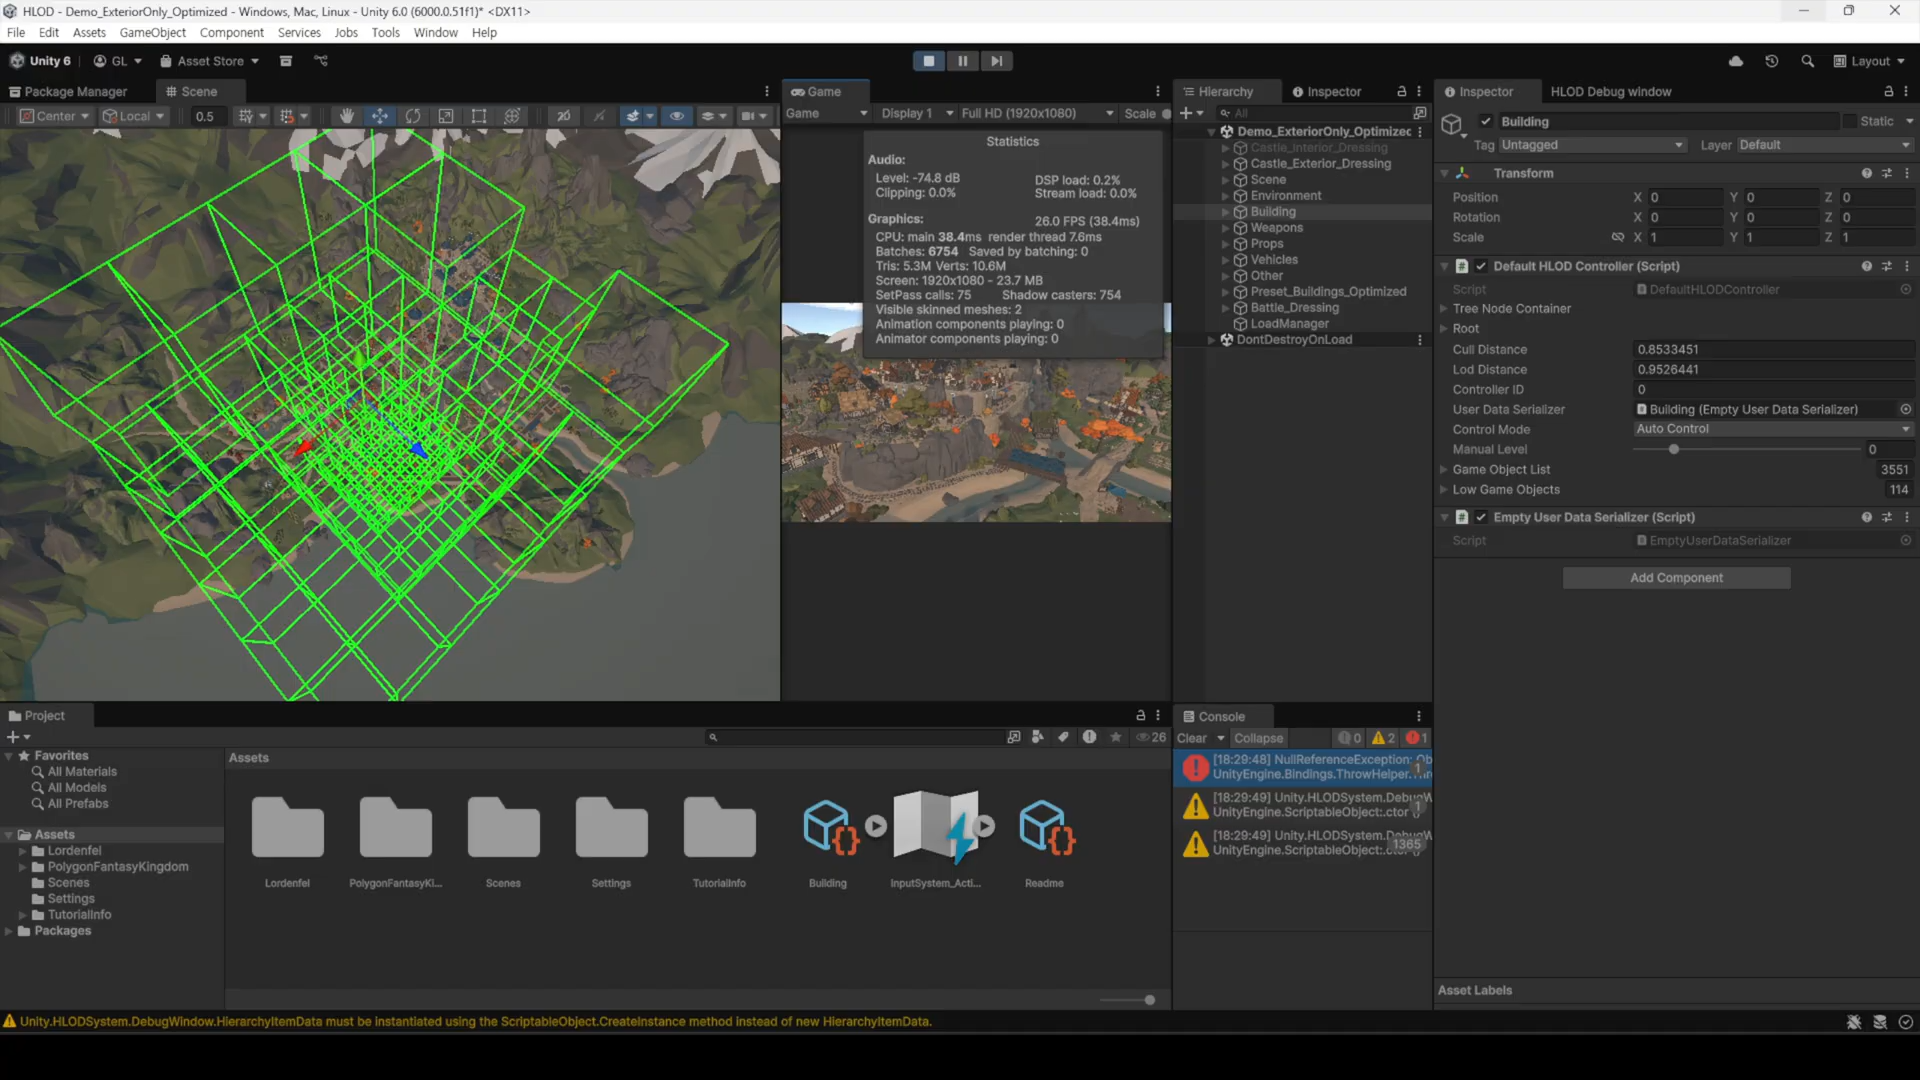 HLOD - Demo_ExteriorOnly_Optimized - Windows, Mac, Linux - Unity 6.0 (6000.0.51f1)* <DX11>
File Edit Assets GameObject Component Services Jobs Tools Window Help
Unity 6 GL Asset Store Layout
Package Manager Scene
Center Local 0.5
Game
Game Display 1 Full HD (1920x1080) Scale
Statistics
Audio:
Level: -74.8 dB DSP load: 0.2%
Clipping: 0.0% Stream load: 0.0%
Graphics: 26.0 FPS (38.4ms)
CPU: main 38.4ms render thread 7.6ms
Batches: 6754 Saved by batching: 0
Tris: 5.3M Verts: 10.6M
Screen: 1920x1080 - 23.7 MB
SetPass calls: 75 Shadow casters: 754
Visible skinned meshes: 2
Animation components playing: 0
Animator components playing: 0
Hierarchy Inspector
All
Demo_ExteriorOnly_Optimized
Castle_Interior_Dressing
Castle_Exterior_Dressing
Scene
Environment
Building
Weapons
Props
Vehicles
Other
Preset_Buildings_Optimized
Battle_Dressing
LoadManager
DontDestroyOnLoad
Inspector HLOD Debug window
Building Static
Tag Untagged Layer Default
Transform
Position X 0 Y 0 Z 0
Rotation X 0 Y 0 Z 0
Scale X 1 Y 1 Z 1
Default HLOD Controller (Script)
Script DefaultHLODController
Tree Node Container
Root
Cull Distance 0.8533451
Lod Distance 0.9526441
Controller ID 0
User Data Serializer Building (Empty User Data Serializer)
Control Mode Auto Control
Manual Level 0
Game Object List 3551
Low Game Objects 114
Empty User Data Serializer (Script)
Script EmptyUserDataSerializer
Add Component
Asset Labels
Project
26
Favorites
All Materials
All Models
All Prefabs
Assets
Lordenfel
PolygonFantasyKingdom
Scenes
Settings
TutorialInfo
Packages
Assets
Lordenfel PolygonFantasyKi... Scenes Settings TutorialInfo Building InputSystem_Acti... Readme
Console
Clear Collapse 0 2 1
[18:29:48] NullReferenceException: Ob
UnityEngine.Bindings.ThrowHelper.Thro
1
[18:29:49] Unity.HLODSystem.DebugW
UnityEngine.ScriptableObject:.ctor ()
1
[18:29:49] Unity.HLODSystem.DebugW
UnityEngine.ScriptableObject:.ctor ()
1365
Unity.HLODSystem.DebugWindow.HierarchyItemData must be instantiated using the ScriptableObject.CreateInstance method instead of new HierarchyItemData.